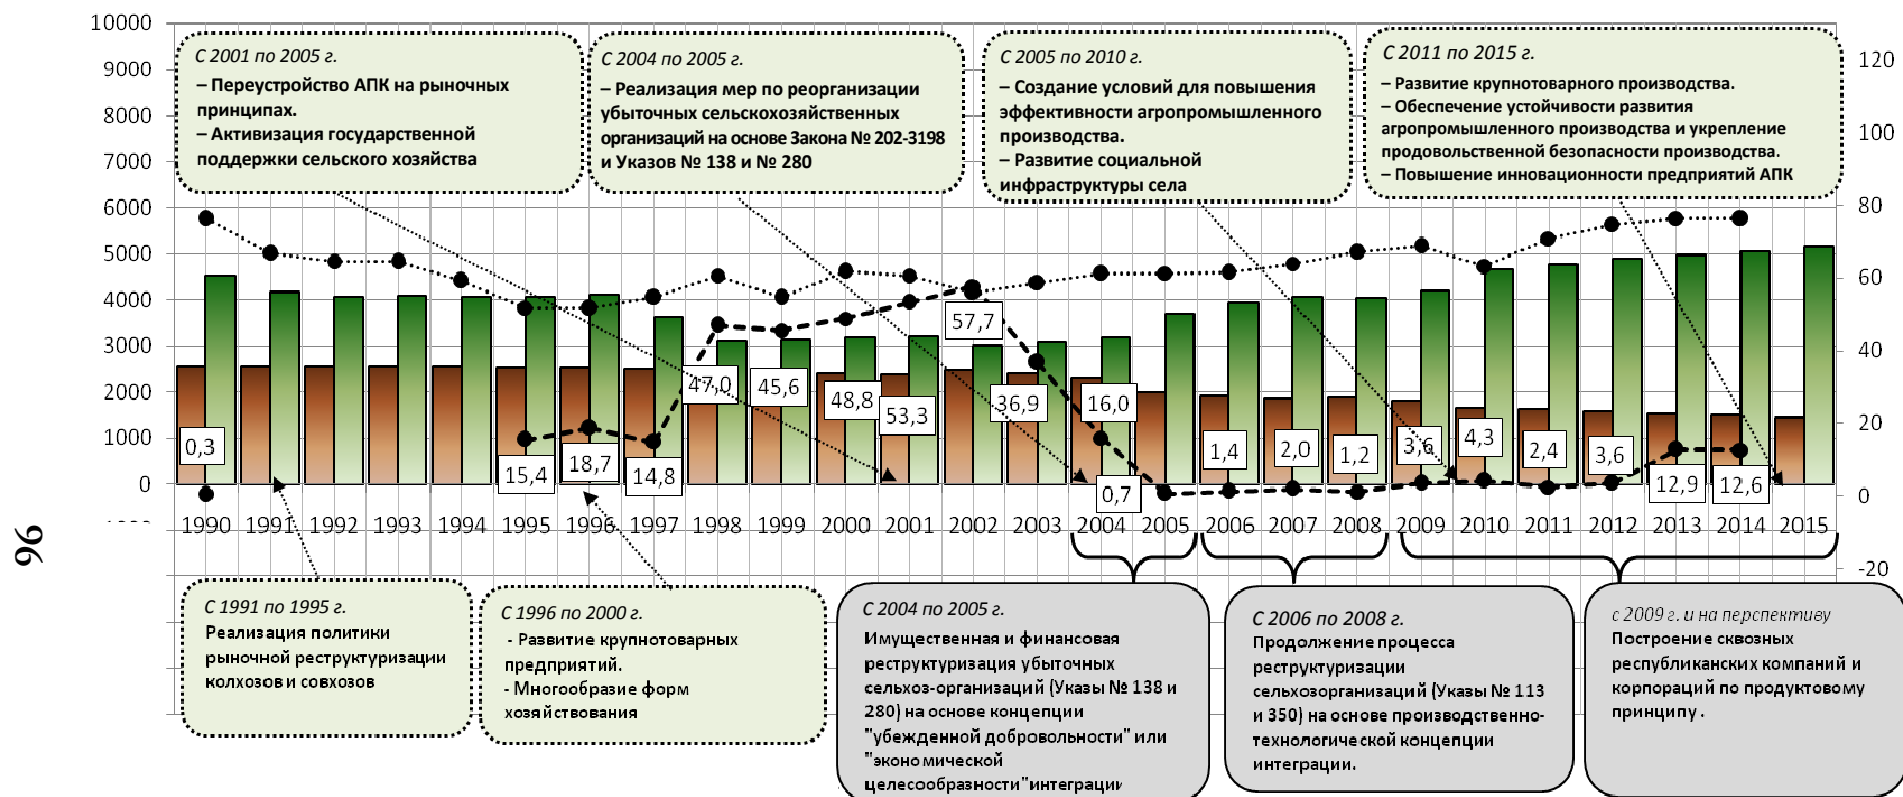 10000
9000
8000
7000
6000
5000
4000
3000
2000
1000
0
120
100
80
60
40
20
0
-20
С 2001 по 2005 г.
– Переустройство АПК на рыночных
принципах.
– Активизация государственной
поддержки сельского хозяйства
С 2004 по 2005 г.
– Реализация мер по реорганизации
убыточных сельскохозяйственных
организаций на основе Закона № 202-3198
и Указов № 138 и № 280
С 2005 по 2010 г.
– Создание условий для повышения
эффективности агропромышленного
производства.
– Развитие социальной
инфраструктуры села
С 2011 по 2015 г.
– Развитие крупнотоварного производства.
– Обеспечение устойчивости развития
агропромышленного производства и укрепление
продовольственной безопасности производства.
– Повышение инновационности предприятий АПК
0,3
15,4
18,7
14,8
47,0
45,6
48,8
53,3
57,7
36,9
16,0
0,7
1,4
2,0
1,2
3,6
4,3
2,4
3,6
12,9
12,6
1990 1991 1992 1993 1994 1995 1996 1997 1998 1999 2000 2001 2002 2003 2004 2005 2006 2007 2008 2009 2010 2011 2012 2013 2014 2015
96
С 1991 по 1995 г.
Реализация политики
рыночной реструктуризации
колхозов и совхозов
С 1996 по 2000 г.
- Развитие крупнотоварных
предприятий.
- Многообразие форм
хозяйствования
С 2004 по 2005 г.
Имущественная и финансовая
реструктуризация убыточных
сельхоз-организаций (Указы № 138 и
280) на основе концепции
"убежденной добровольности" или
"экономической
целесообразности"интеграции
С 2006 по 2008 г.
Продолжение процесса
реструктуризации
сельхозорганизаций (Указы № 113
и 350) на основе производственно-
технологической концепции
интеграции.
с 2009 г. и на перспективу
Построение сквозных
республиканских компаний и
корпораций по продуктовому
принципу .